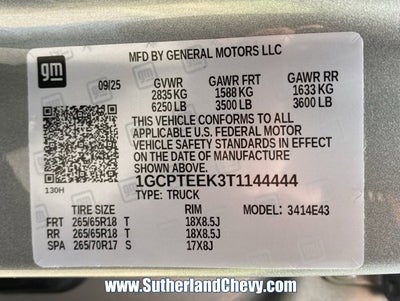 gm
MFD BY GENERAL MOTORS LLC
09/25 GVWR GAWR FRT GAWR RR
2835 KG 1588 KG 1633 KG
6250 LB 3500 LB 3600 LB
THIS VEHICLE CONFORMS TO ALL
APPLICABLE U.S. FEDERAL MOTOR
VEHICLE SAFETY STANDARDS IN
EFFECT ON THE DATE OF
MANUFACTURE SHOWN ABOVE.
130H 1GCPTEEK3T1144444
TYPE: TRUCK
TIRE SIZE RIM MODEL: 3414E43
FRT 265/65R18 T 18X8.5J
RR 265/65R18 T 18X8.5J
SPA 265/70R17 S 17X8J
www.SutherlandChevy.com